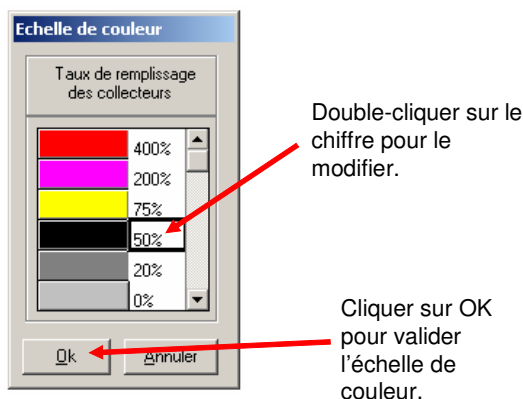 Echelle de couleur
Taux de remplissage
des collecteurs
400%
200%
75%
50%
20%
0%
Ok
Annuler
Double-cliquer sur le
chiffre pour le
modifier.
Cliquer sur OK
pour valider
l'échelle de
couleur.